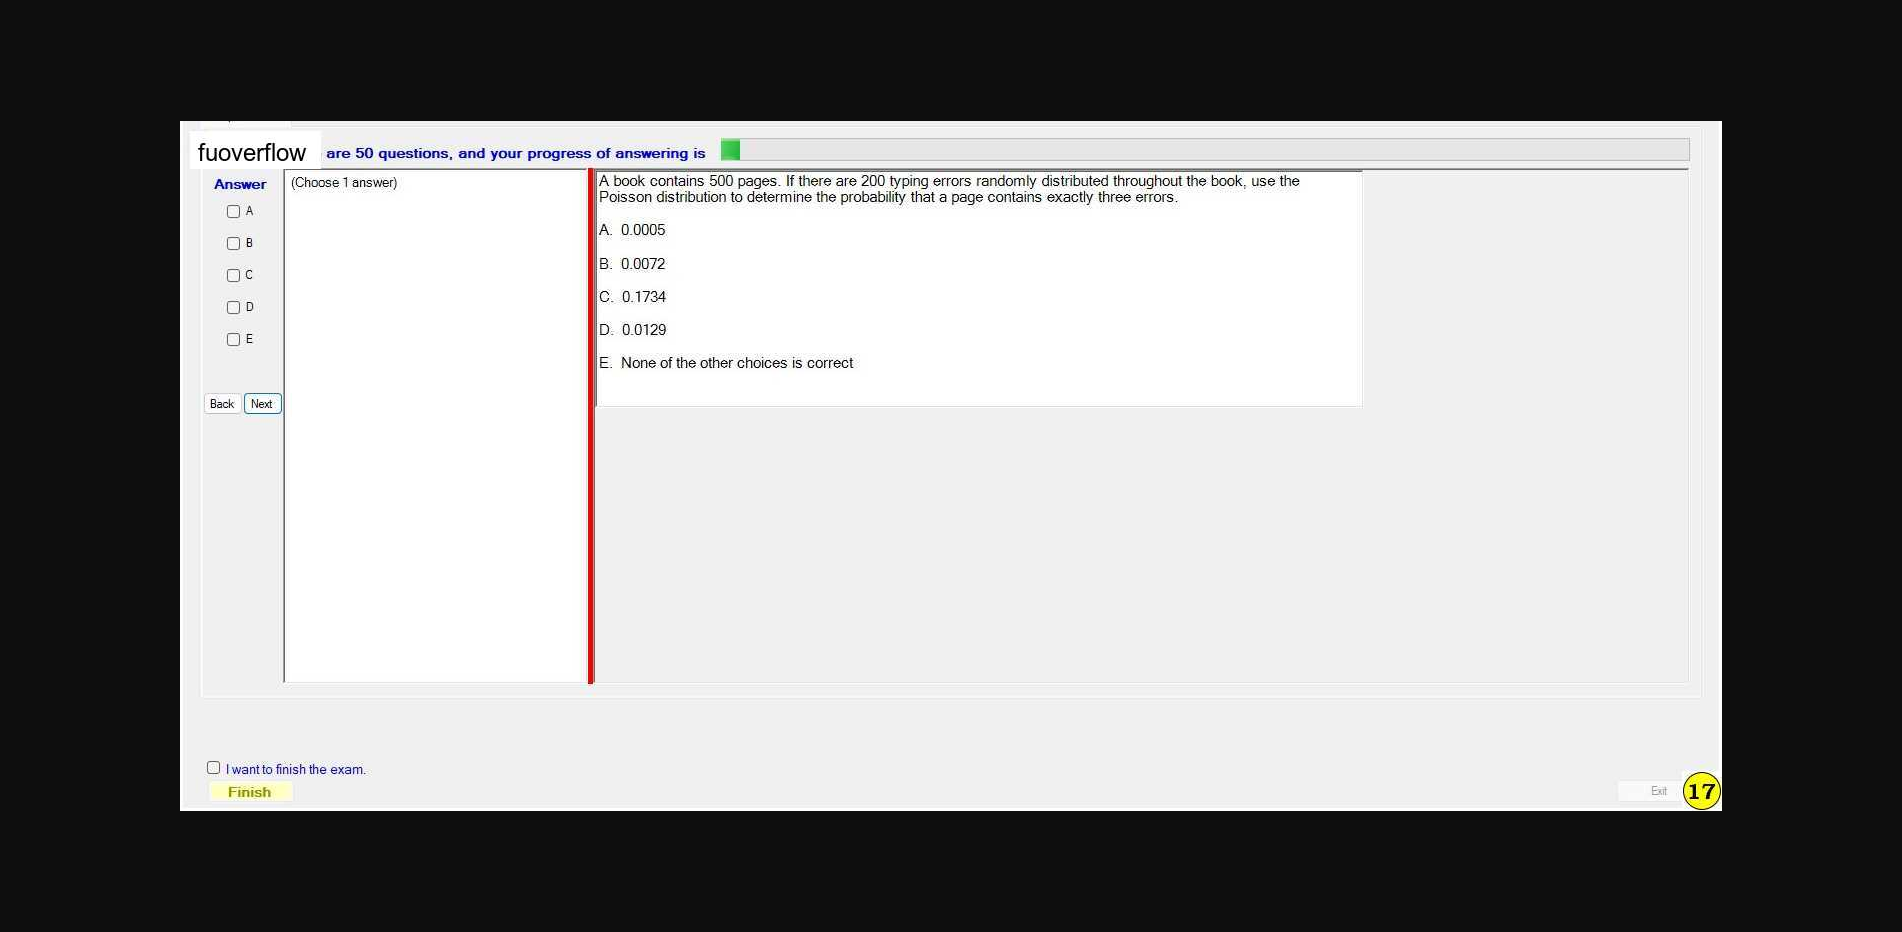 fuoverflow are 50 questions, and your progress of answering is
Answer
A
B
C
D
E
Back Next
(Choose 1 answer)
A book contains 500 pages. If there are 200 typing errors randomly distributed throughout the book, use the
Poisson distribution to determine the probability that a page contains exactly three errors.
A. 0.0005
B. 0.0072
C. 0.1734
D. 0.0129
E. None of the other choices is correct
I want to finish the exam.
Finish
Exit
17